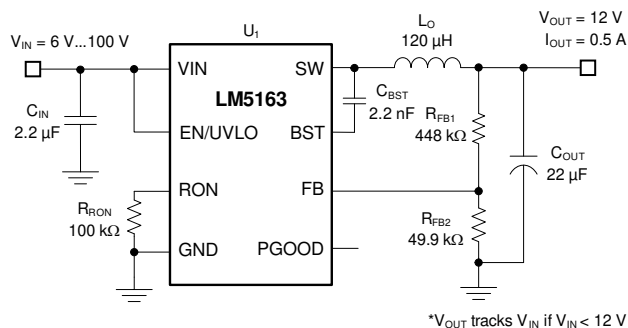 U₁
V_IN = 6 V...100 V
L_O
120 µH
V_OUT = 12 V
I_OUT = 0.5 A
VIN
SW
LM5163
C_IN
2.2 µF
C_BST
2.2 nF
EN/UVLO
BST
R_FB1
448 kΩ
C_OUT
22 µF
RON
FB
R_RON
100 kΩ
R_FB2
49.9 kΩ
GND
PGOOD
*V_OUT tracks V_IN if V_IN < 12 V